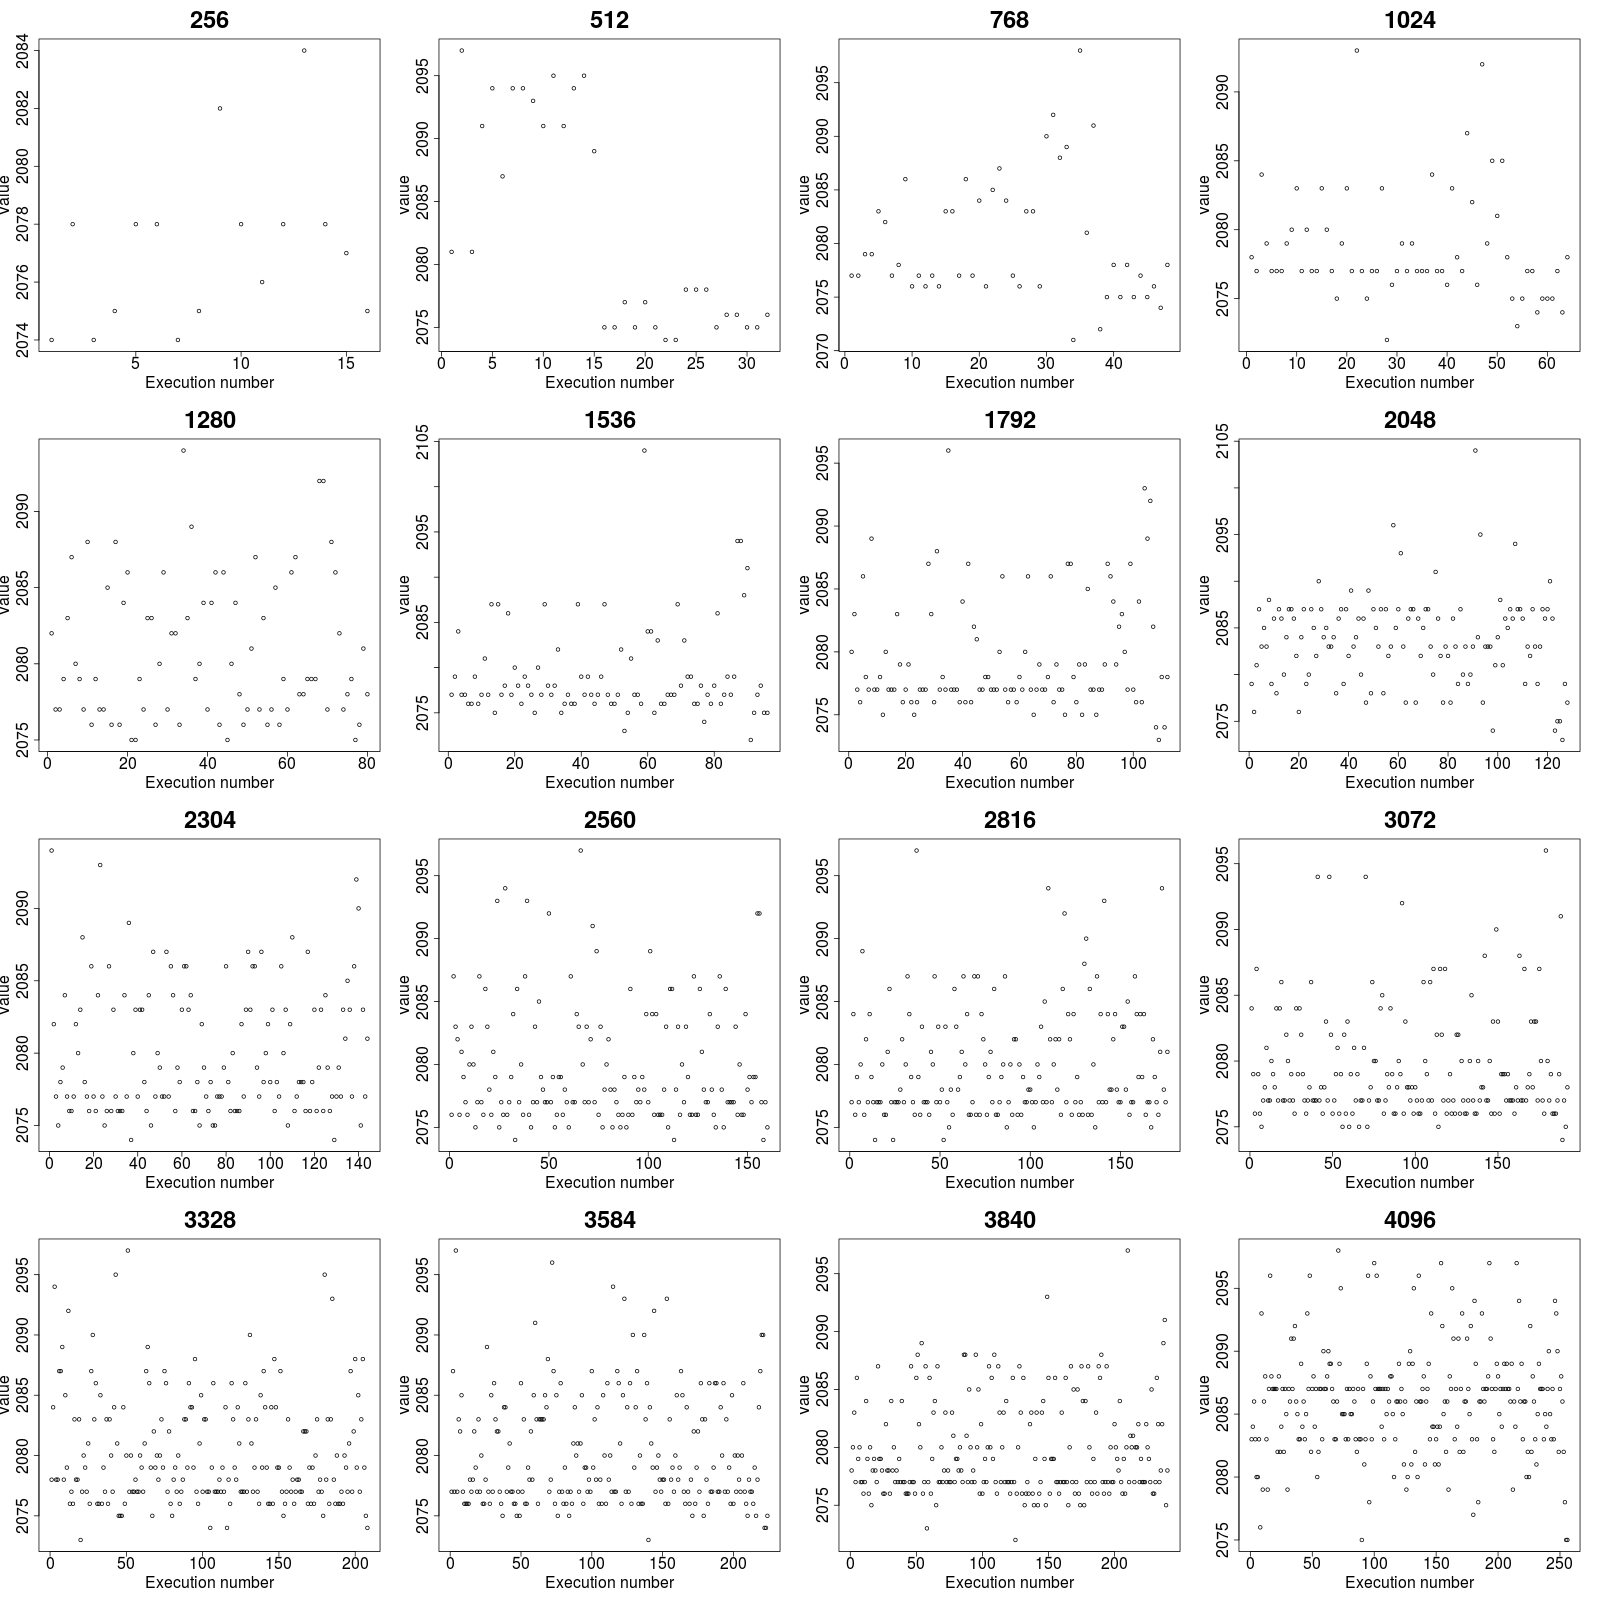 256
2074 2076 2078 2080 2082 2084
value
5 10 15
Execution number
512
2075 2080 2085 2090 2095
value
0 5 10 15 20 25 30
Execution number
768
2070 2075 2080 2085 2090 2095
value
0 10 20 30 40
Execution number
1024
2075 2080 2085 2090
value
0 10 20 30 40 50 60
Execution number
1280
2075 2080 2085 2090
value
0 20 40 60 80
Execution number
1536
2075 2085 2095 2105
value
0 20 40 60 80
Execution number
1792
2075 2080 2085 2090 2095
value
0 20 40 60 80 100
Execution number
2048
2075 2085 2095 2105
value
0 20 40 60 80 100 120
Execution number
2304
2075 2080 2085 2090
value
0 20 40 60 80 100 120 140
Execution number
2560
2075 2080 2085 2090 2095
value
0 50 100 150
Execution number
2816
2075 2080 2085 2090 2095
value
0 50 100 150
Execution number
3072
2075 2080 2085 2090 2095
value
0 50 100 150
Execution number
3328
2075 2080 2085 2090 2095
value
0 50 100 150 200
Execution number
3584
2075 2080 2085 2090 2095
value
0 50 100 150 200
Execution number
3840
2075 2080 2085 2090 2095
value
0 50 100 150 200
Execution number
4096
2075 2080 2085 2090 2095
value
0 50 100 150 200 250
Execution number